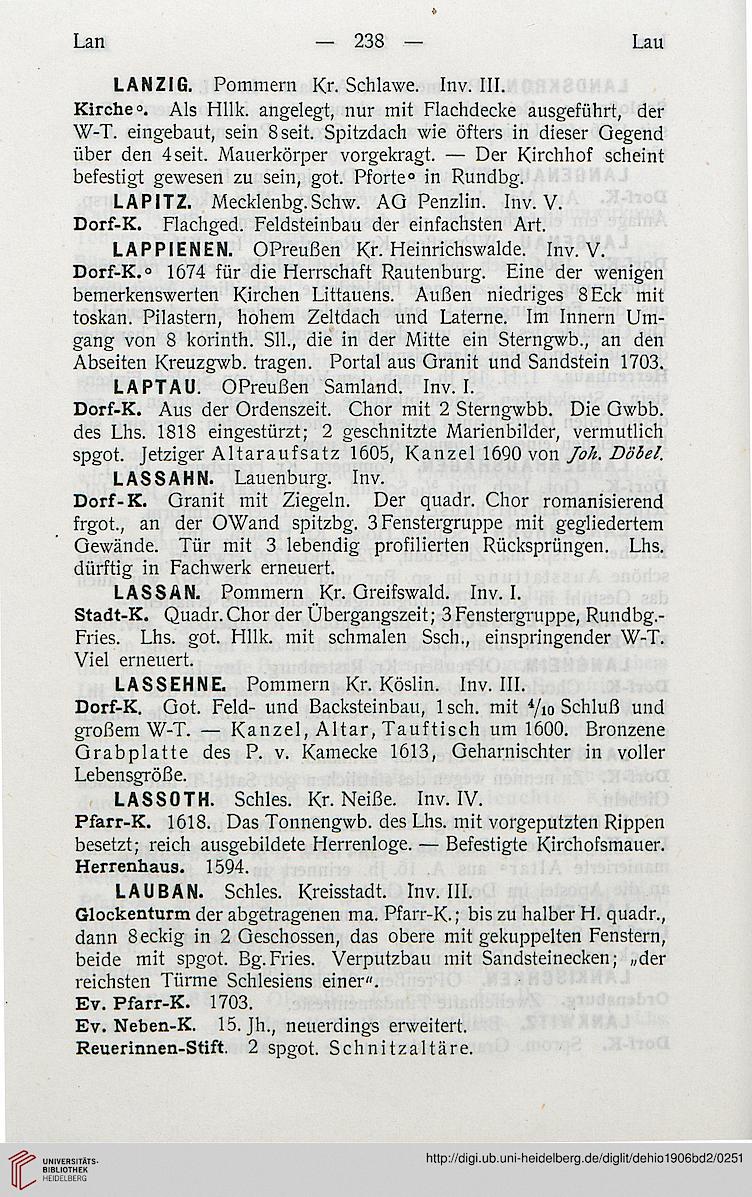 Lan — 238 — Lau
LANZIG. Pommern Kr. Schlawe. Inv. III.
Kirche°. Als Hllk. angelegt, nur mit Flachdecke ausgeführt, der
W-T. eingebaut, sein 8seit. Spitzdach wie öfters in dieser Gegend
über den 4seit. Mauerkörper vorgekragt. — Der Kirchhof scheint
befestigt gewesen zu sein, got. Pforte° in Rundbg.
LAPITZ. Mecklenbg.Schw. AG Penzlin. Inv. V.
Dorf-K. Flachged. Feldsteinbau der einfachsten Art.
LAPPIENEN. OPreußen Kr. Heinrichswalde. Inv. V.
Dorf-K.° 1674 für die Herrschaft Rautenburg. Eine der wenigen
bemerkenswerten Kirchen Littauens. Außen niedriges 8Eck mit
toskan. Pilastern, hohem Zeltdach und Laterne. Im Innern Um-
gang von 8 korinth. Sll., die in der Mitte ein Sterngwb., an den
Abseiten Kreuzgwb. tragen. Portal aus Granit und Sandstein 1703.
LAPTAU. OPreußen Samland. Inv. I.
Dorf-K. Aus der Ordenszeit. Chor mit 2 Sterngwbb. Die Gwbb.
des Lhs. 1818 eingestürzt; 2 geschnitzte Marienbilder, vermutlich
spgot. Jetziger Altaraufsatz 1605, Kanzel 1690 von Joh. Döbel.
LASSAHN. Lauenburg. Inv.
Dorf-K. Granit mit Ziegeln. Der quadr. Chor romanisierend
frgot., an der OWand spitzbg. 3Fenstergruppe mit gegliedertem
Gewände. Tür mit 3 lebendig profilierten Rücksprüngen. Lhs.
dürftig in Fachwerk erneuert.
LASSAN. Pommern Kr. Greifswald. Inv. I.
Stadt-K. Quadr. Chor der Übergangszeit; 3Fenstergruppe, Rundbg.-
Fries. Lhs. got. Hllk. mit schmalen Ssch., einspringender W-T.
Viel erneuert.
LASSEHNE. Pommern Kr. Köslin. Inv. III.
Dorf-K. Got. Feld- und Backsteinbau, 1sch. mit 4/10 Schluß und
großem W-T. — Kanzel, Altar, Tauftisch um 1600. Bronzene
Grabplatte des P. v. Kamecke 1613, Geharnischter in voller
Lebensgröße.
LASSOTH. Schles. Kr. Neiße. Inv. IV.
Pfarr-K. 1618. Das Tonnengwb. des Lhs. mit vorgeputzten Rippen
besetzt; reich ausgebildete Herrenloge. — Befestigte Kirchofsmauer.
Herrenhaus. 1594.
LAUBAN. Schles. Kreisstadt. Inv. III.
Glockenturm der abgetragenen ma. Pfarr-K.; bis zu halber H. quadr.,
dann 8eckig in 2 Geschossen, das obere mit gekuppelten Fenstern,
beide mit spgot. Bg. Fries. Verputzbau mit Sandsteinecken; „der
reichsten Türme Schlesiens einer“.
Ev. Pfarr-K. 1703.
Ev. Neben-K. 15. Jh., neuerdings erweitert.
Reuerinnen-Stift. 2 spgot. Schnitzaltäre.
UNIVERSITÄTS-
BIBLIOTHEK
HEIDELBERG
http://digi.ub.uni-heidelberg.de/diglit/dehio1906bd2/0251